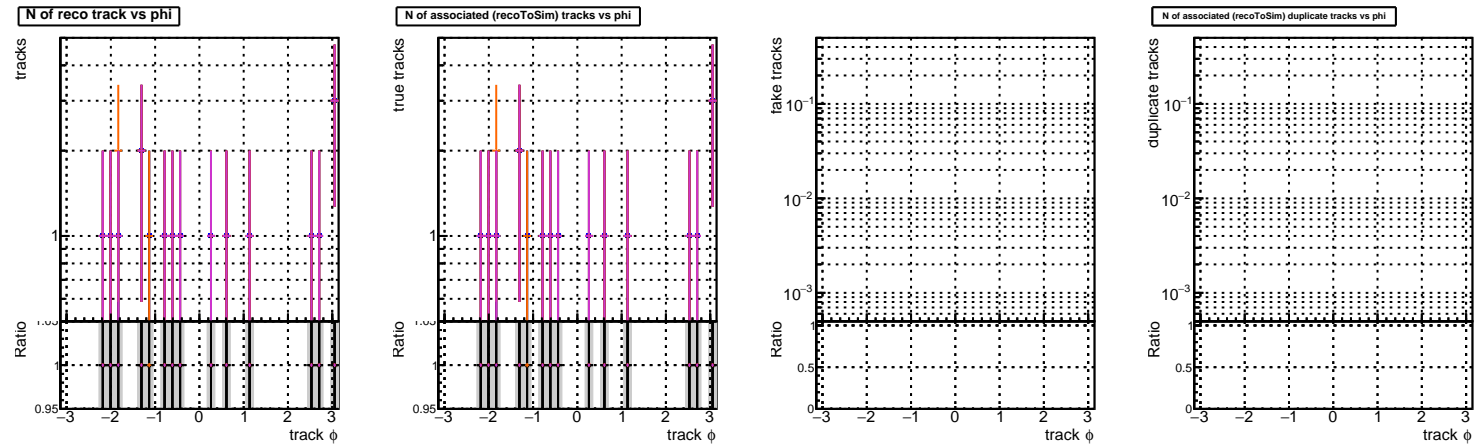 N of reco track vs phi
tracks
1
Ratio
1.05
1
0.95
−3 −2 −1 0 1 2 3
track ϕ
N of associated (recoToSim) tracks vs phi
true tracks
1
Ratio
1.05
1
0.95
−3 −2 −1 0 1 2 3
track ϕ
fake tracks
10−1
10−2
10−3
Ratio
1
0.5
0
−3 −2 −1 0 1 2 3
track ϕ
N of associated (recoToSim) duplicate tracks vs phi
duplicate tracks
10−1
10−2
10−3
Ratio
1
0.5
0
−3 −2 −1 0 1 2 3
track ϕ